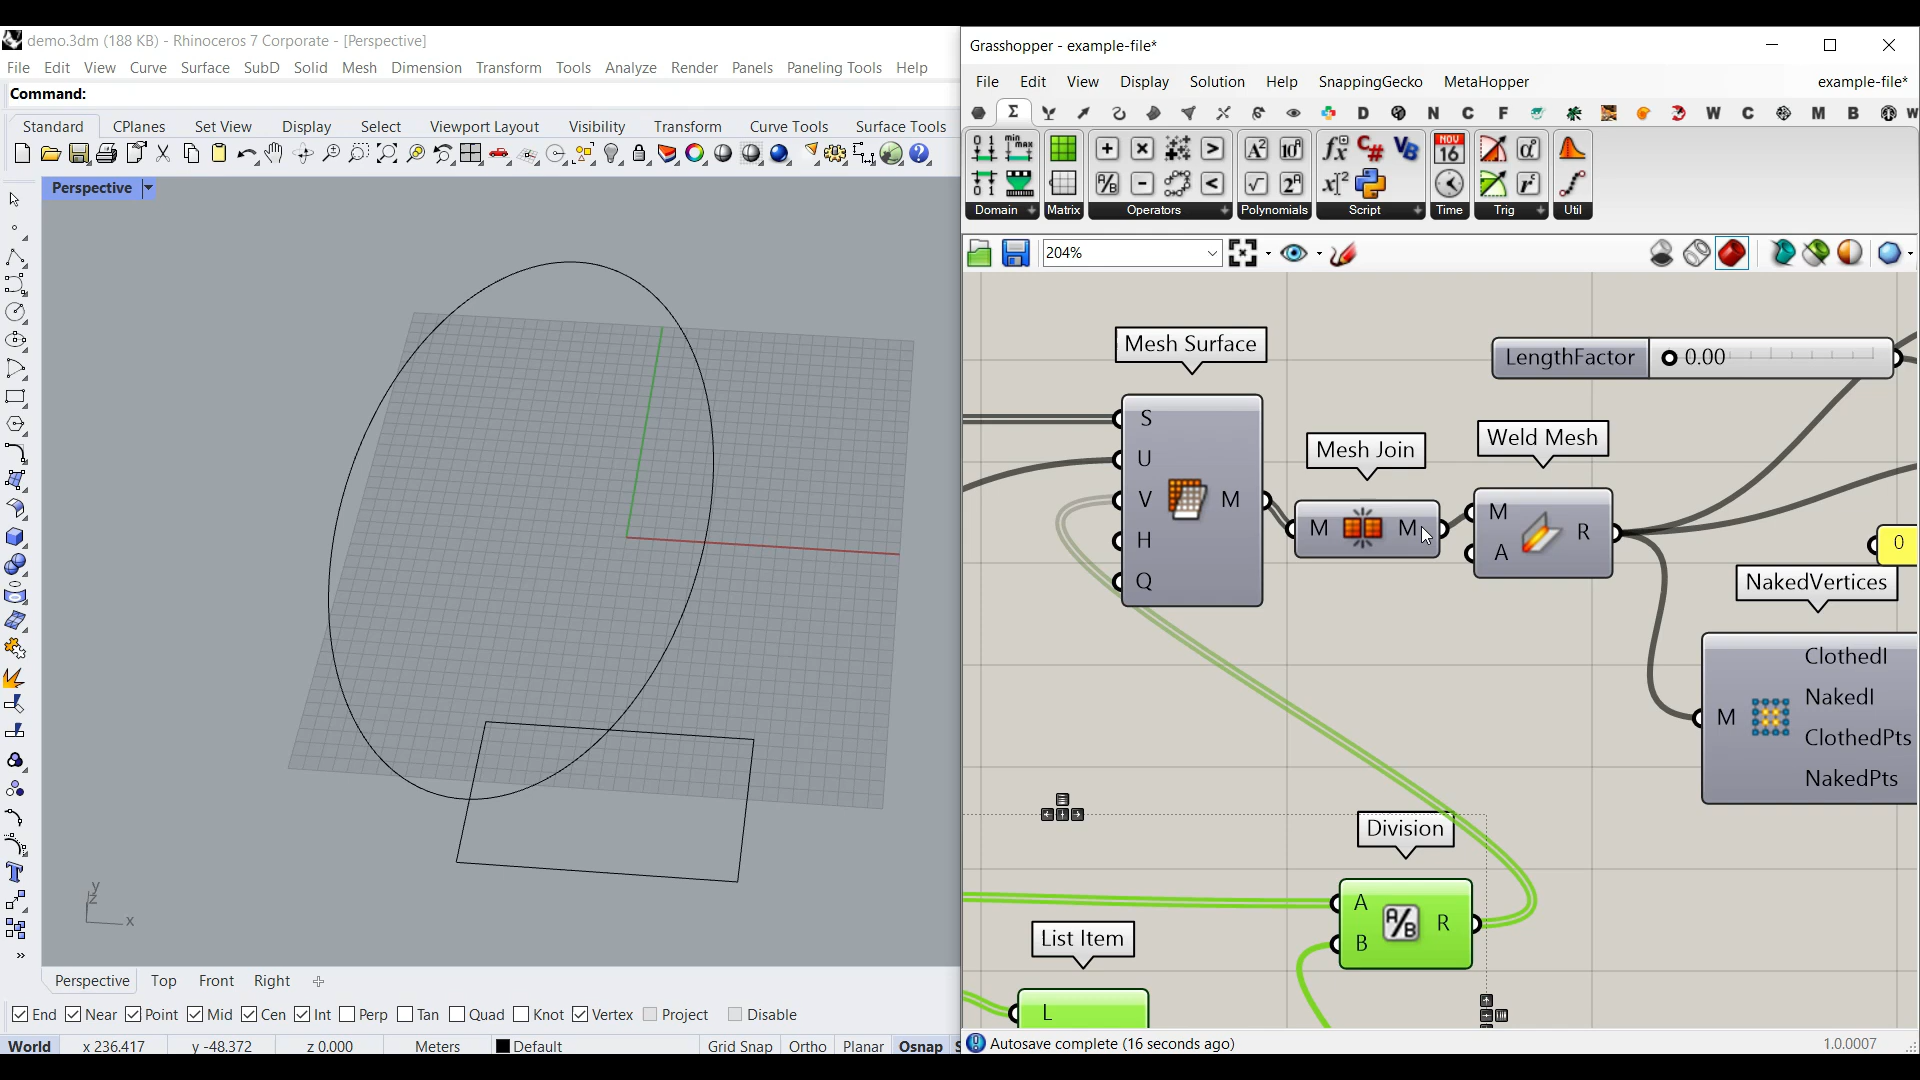 demo.3dm (188 KB) - Rhinoceros 7 Corporate - [Perspective]
File Edit View Curve Surface SubD Solid Mesh Dimension Transform Tools Analyze Render Panels Paneling Tools Help
Command:
Standard CPlanes Set View Display Select Viewport Layout Visibility Transform Curve Tools Surface Tools
Perspective
y
z
x
Perspective Top Front Right
End Near Point Mid Cen Int Perp Tan Quad Knot Vertex Project Disable
World x 236.417 y -48.372 z 0.000 Meters Default Grid Snap Ortho Planar Osnap S
Grasshopper - example-file*
File Edit View Display Solution Help SnappingGecko MetaHopper example-file*
D N C F W C M B W
Domain Matrix Operators Polynomials Script Time Trig Util
204%
Mesh Surface
S
U
V
H
Q
M
Mesh Join
M M
Weld Mesh
M
A
R
LengthFactor 0.00
0
NakedVertices
M
ClothedI
NakedI
ClothedPts
NakedPts
Division
A
B
R
A/B
List Item
L
Autosave complete (16 seconds ago)
1.0.0007